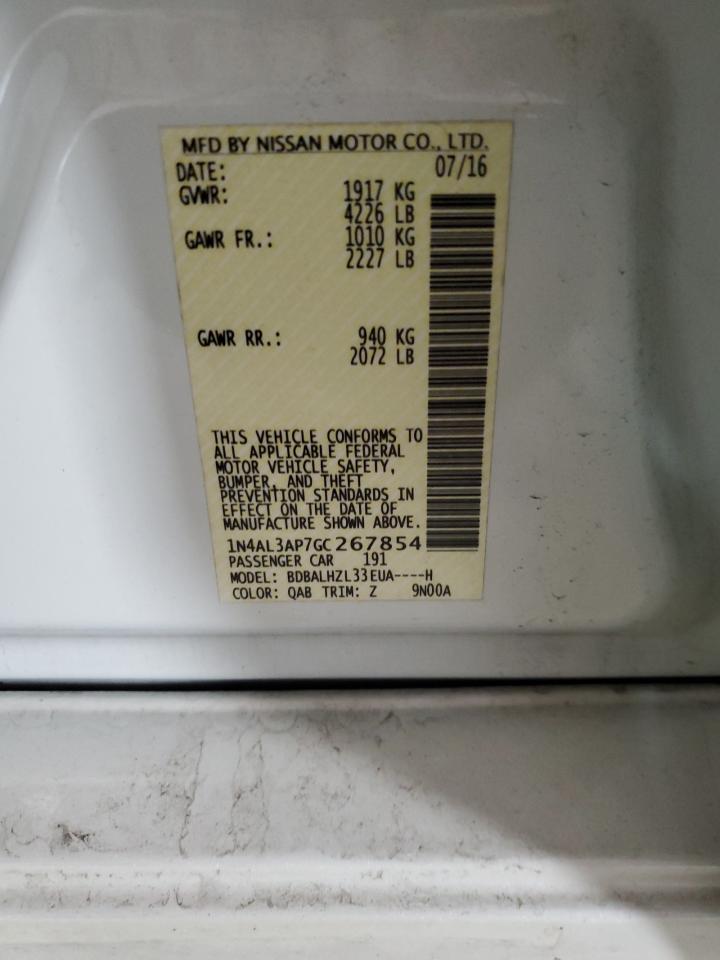 MFD BY NISSAN MOTOR CO., LTD.
DATE: 07/16
GVWR: 1917 KG
4226 LB
GAWR FR.: 1010 KG
2227 LB
GAWR RR.: 940 KG
2072 LB
THIS VEHICLE CONFORMS TO
ALL APPLICABLE FEDERAL
MOTOR VEHICLE SAFETY,
BUMPER, AND THEFT
PREVENTION STANDARDS IN
EFFECT ON THE DATE OF
MANUFACTURE SHOWN ABOVE.
1N4AL3AP7GC267854
PASSENGER CAR 191
MODEL: BDBALHZL33EUA----H
COLOR: QAB TRIM: Z 9N00A